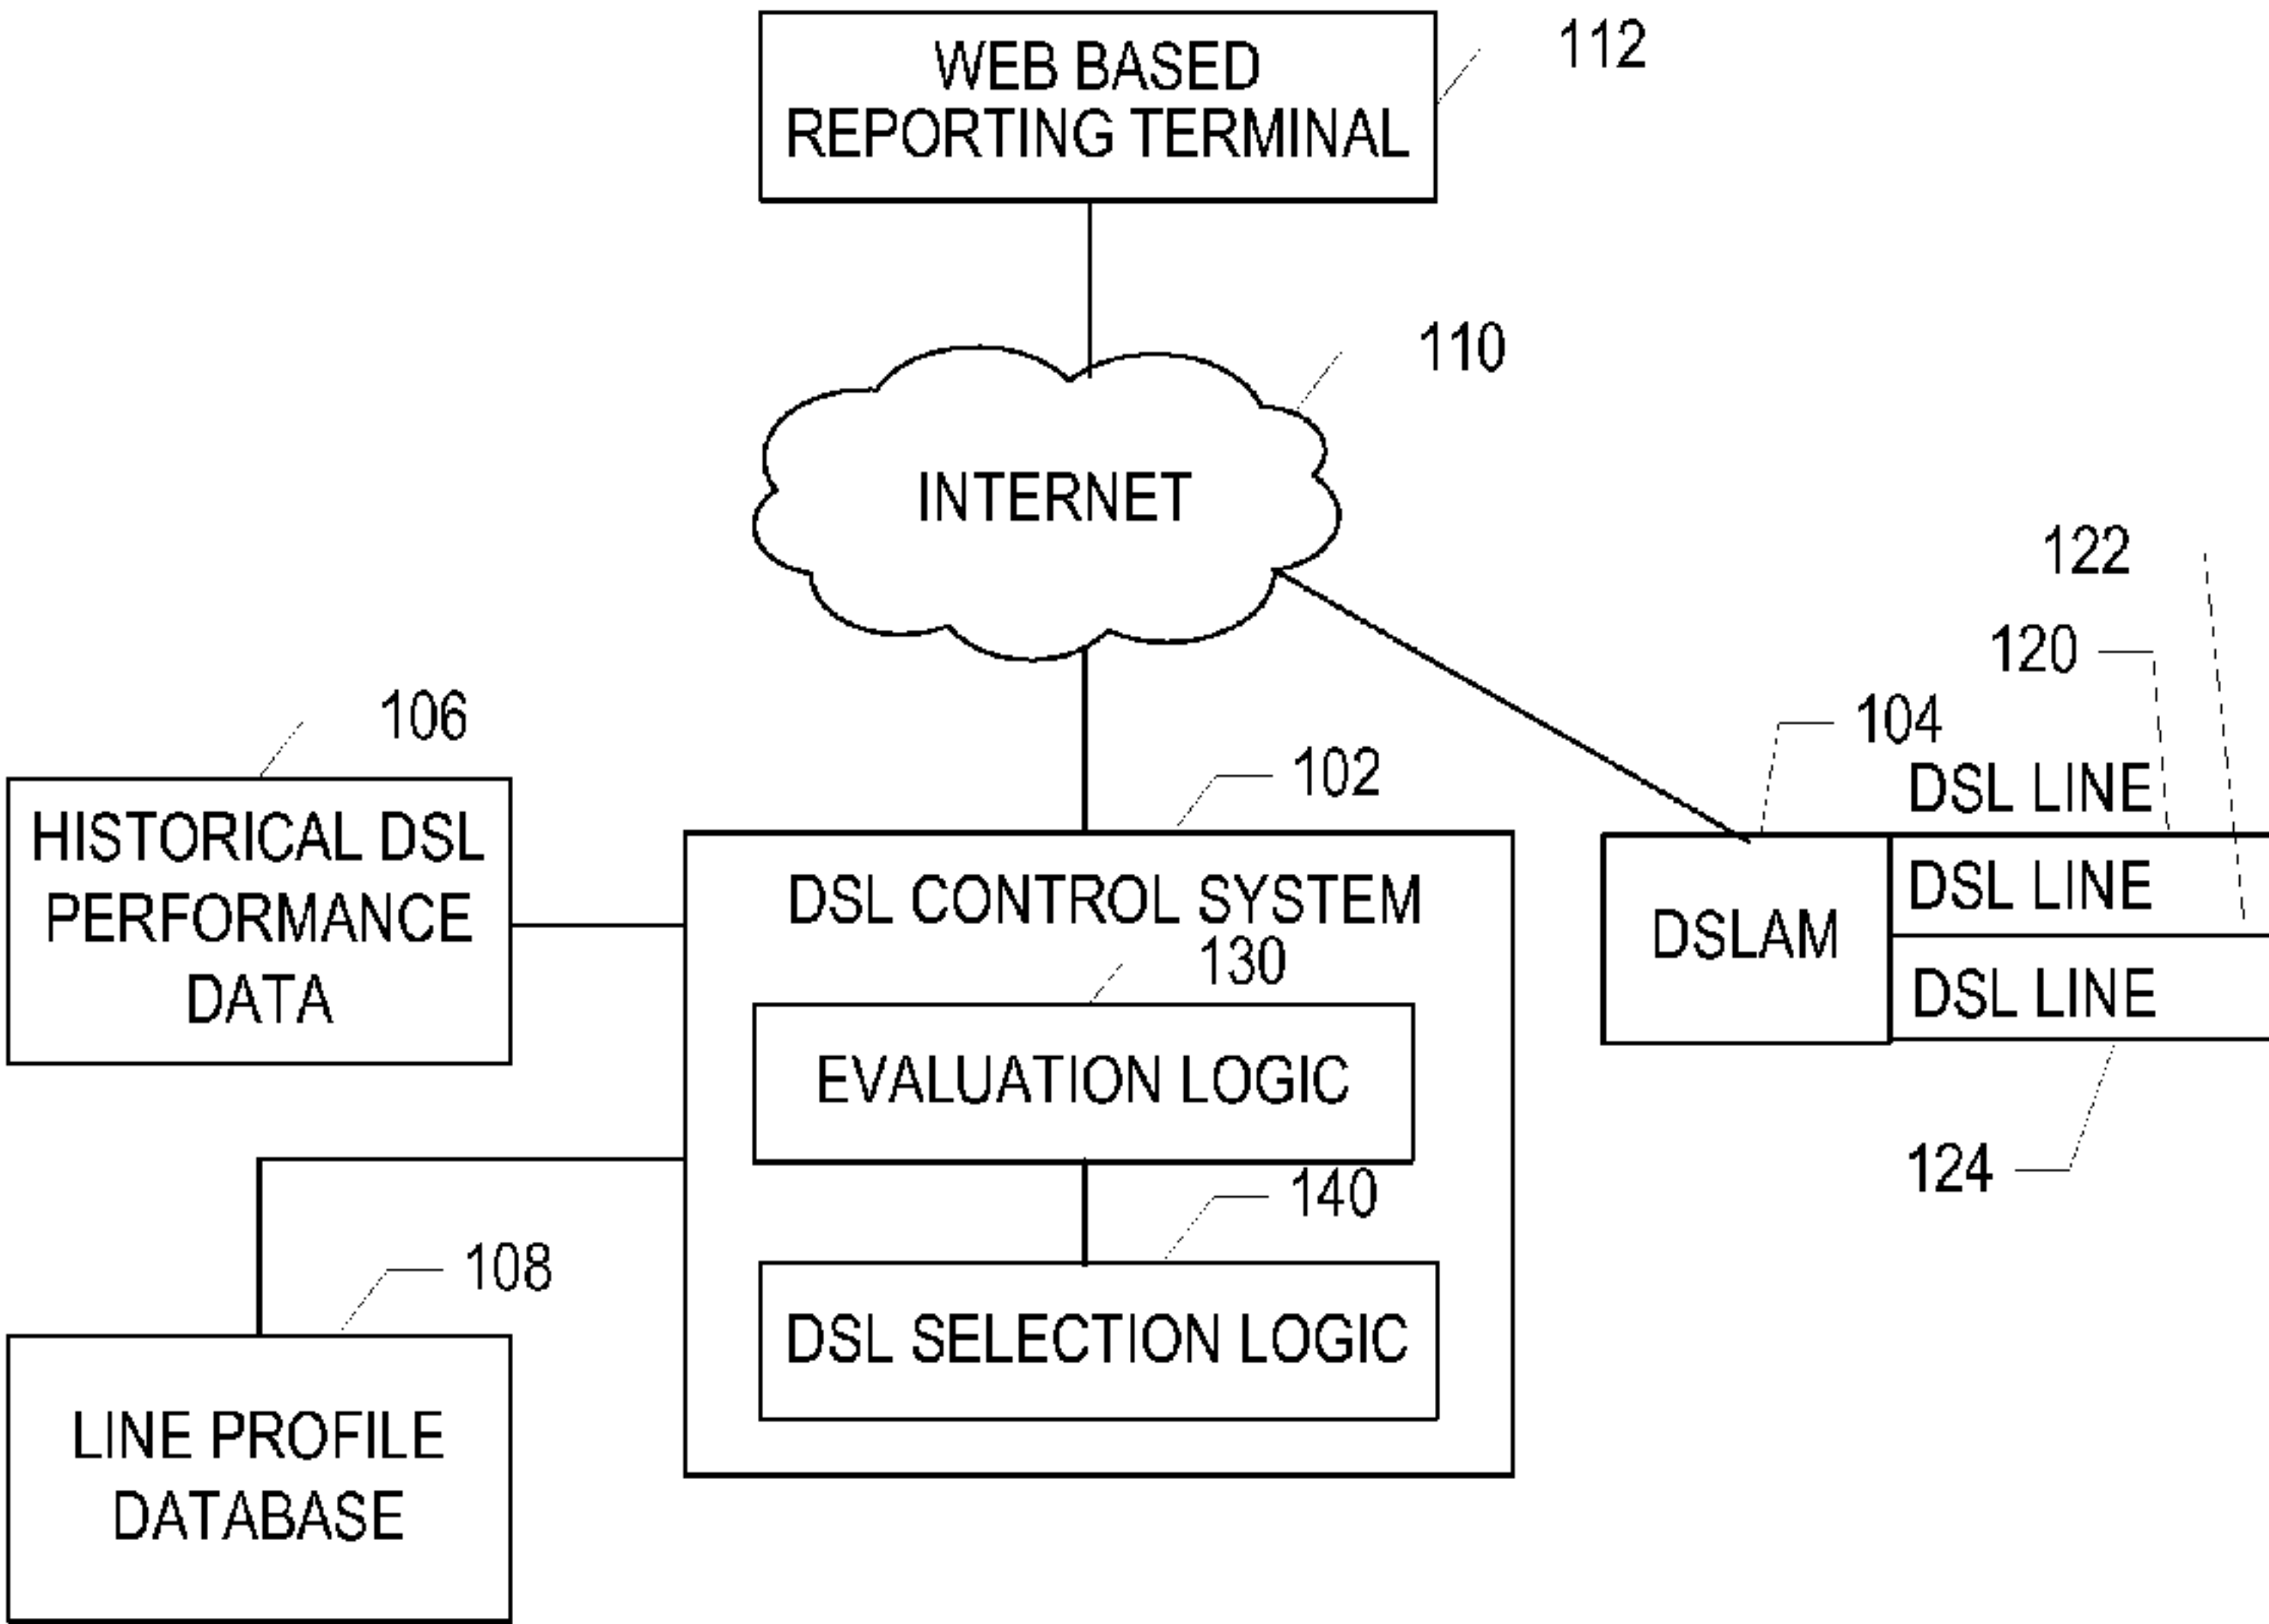 WEB BASED
REPORTING TERMINAL
112
110
INTERNET
122
120
104
106
102
DSL LINE
HISTORICAL DSL
PERFORMANCE
DATA
DSL CONTROL SYSTEM
130
DSLAM
DSL LINE
DSL LINE
EVALUATION LOGIC
124
140
108
DSL SELECTION LOGIC
LINE PROFILE
DATABASE